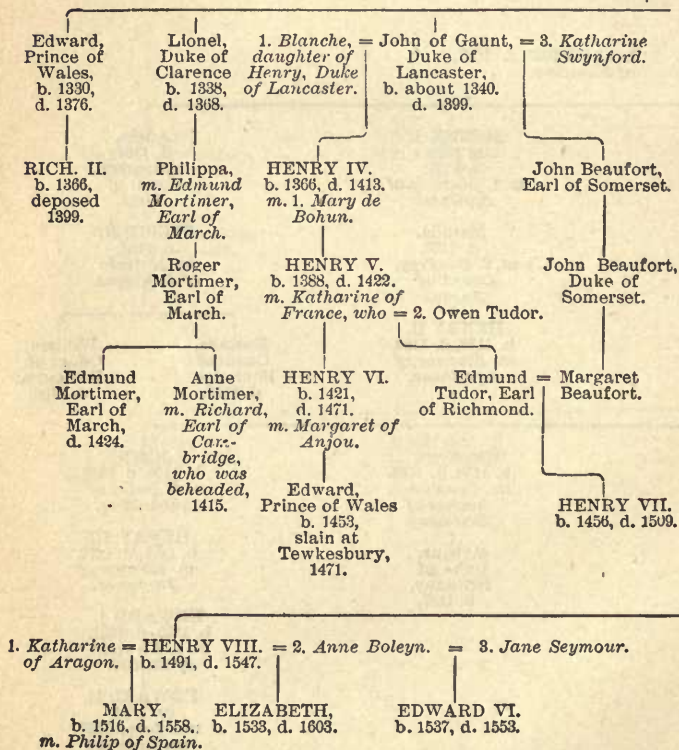 Edward,
Prince of
Wales,
b. 1330,
d. 1376.
Lionel,
Duke of
Clarence
b. 1338,
d. 1368.
1. Blanche, =
daughter of
Henry, Duke
of Lancaster.
John of Gaunt, =
Duke of
Lancaster,
b. about 1340.
d. 1399.
3. Katharine
Swynford.
RICH. II.
b. 1366,
deposed
1399.
Philippa,
m. Edmund
Mortimer,
Earl of
March.
HENRY IV.
b. 1366, d. 1413.
m. 1. Mary de
Bohun.
John Beaufort,
Earl of Somerset.
Roger
Mortimer,
Earl of
March.
HENRY V.
b. 1388, d. 1422.
m. Katharine of
France, who = 2. Owen Tudor.
John Beaufort,
Duke of
Somerset.
Edmund
Mortimer,
Earl of
March,
d. 1424.
Anne
Mortimer,
m. Richard,
Earl of
Cam-
bridge,
who was
beheaded,
1415.
HENRY VI.
b. 1421,
d. 1471.
m. Margaret of
Anjou.
Edmund =
Tudor, Earl
of Richmond.
Margaret
Beaufort.
Edward,
Prince of Wales
b. 1453,
slain at
Tewkesbury,
1471.
HENRY VII.
b. 1456, d. 1509.
1. Katharine = HENRY VIII. = 2. Anne Boleyn. = 3. Jane Seymour.
of Aragon. b. 1491, d. 1547.
MARY,
b. 1516, d. 1558.
m. Philip of Spain.
ELIZABETH,
b. 1533, d. 1603.
EDWARD VI.
b. 1537, d. 1553.